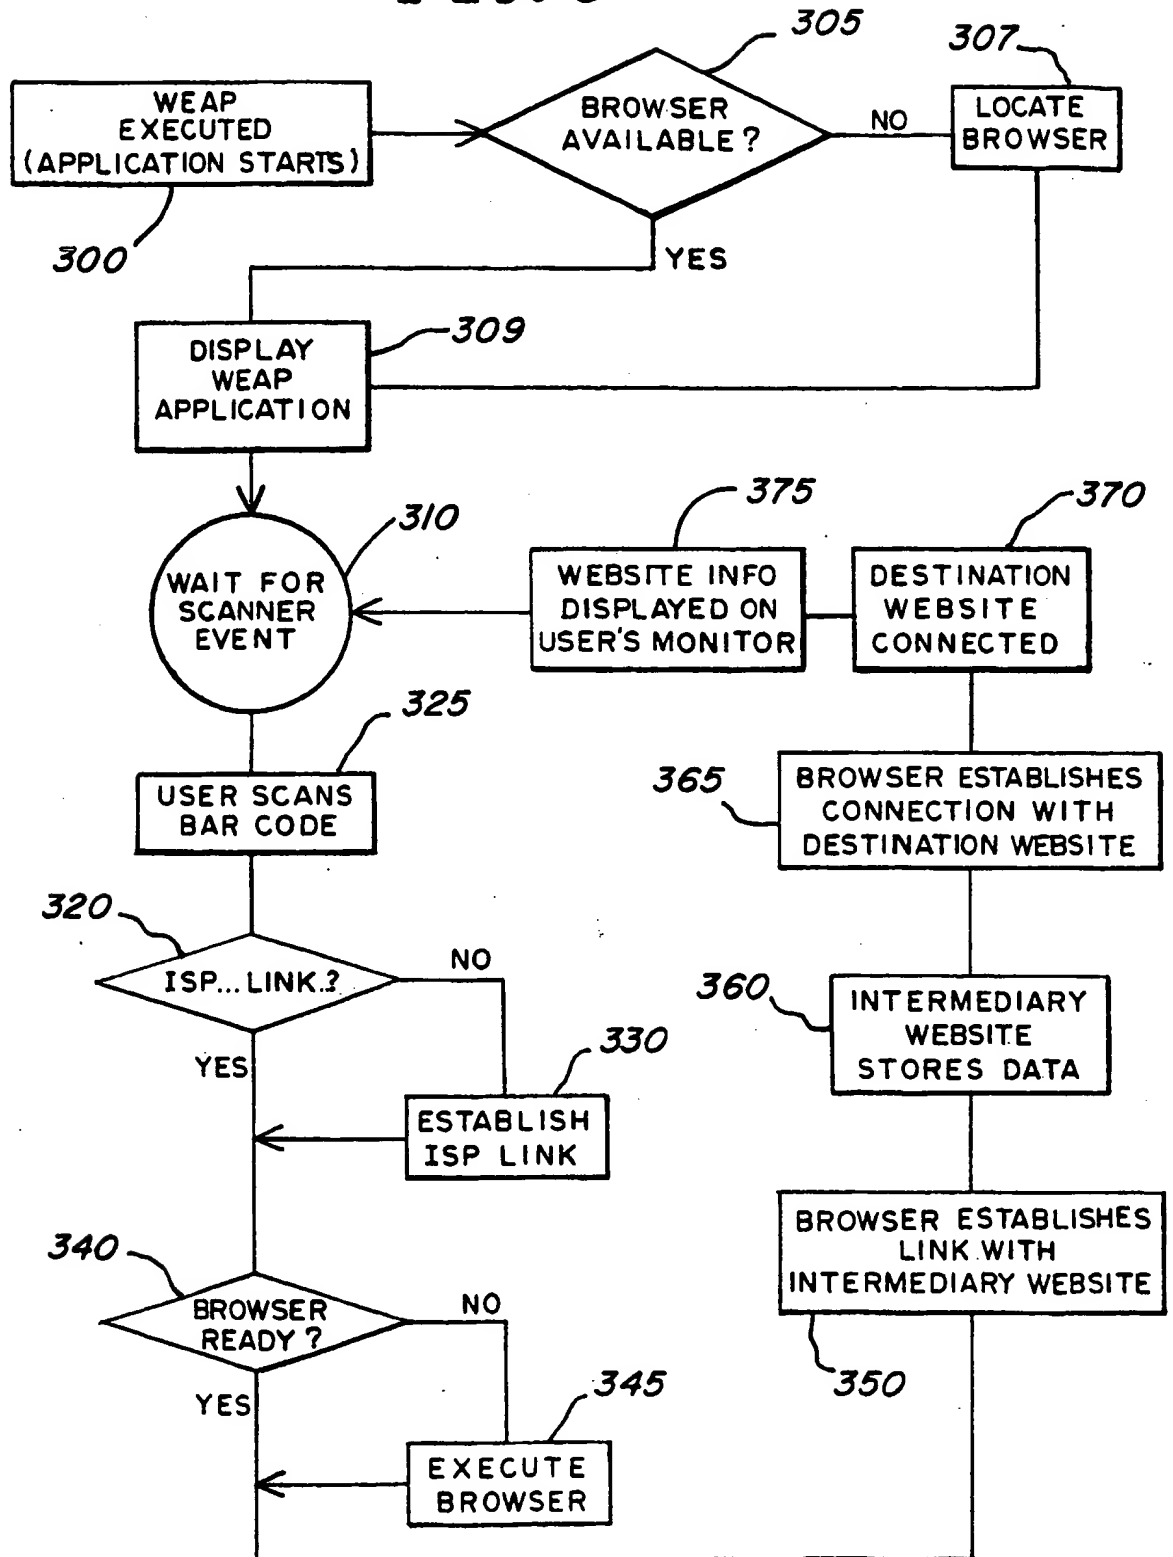 305
307
WEAP
EXECUTED
(APPLICATION STARTS)
BROWSER
AVAILABLE?
NO
LOCATE
BROWSER
300
YES
309
DISPLAY
WEAP
APPLICATION
375
370
310
WAIT FOR
SCANNER
EVENT
WEBSITE INFO
DISPLAYED ON
USER'S MONITOR
DESTINATION
WEBSITE
CONNECTED
325
USER SCANS
BAR CODE
365
BROWSER ESTABLISHES
CONNECTION WITH
DESTINATION WEBSITE
320
ISP... LINK.?
NO
YES
360
INTERMEDIARY
WEBSITE
STORES DATA
330
ESTABLISH
ISP LINK
BROWSER ESTABLISHES
LINK WITH
INTERMEDIARY WEBSITE
340
BROWSER
READY?
NO
YES
350
345
EXECUTE
BROWSER